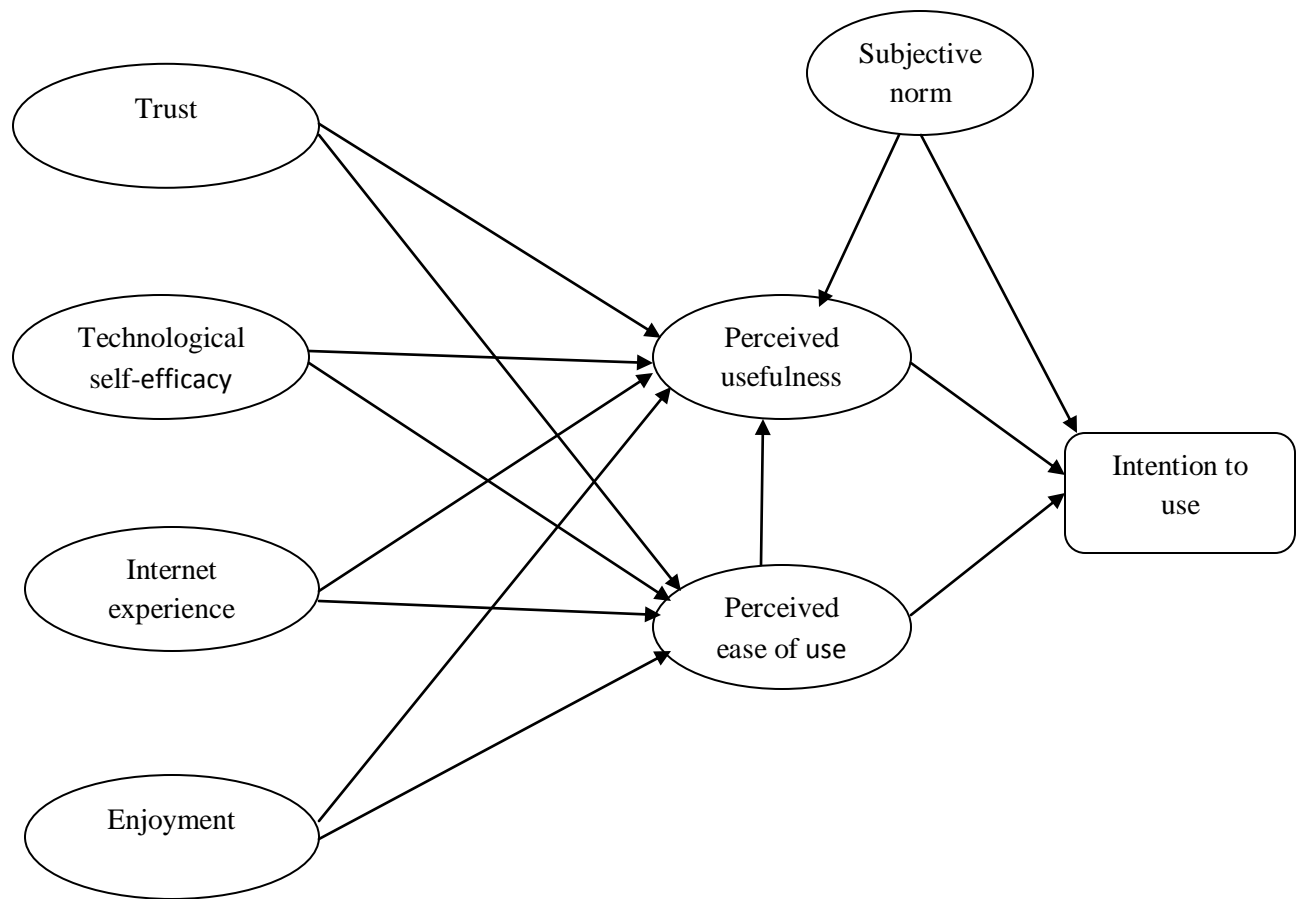 Subjective
norm
Trust
Technological
self-efficacy
Perceived
usefulness
Intention to
use
Internet
experience
Perceived
ease of use
Enjoyment